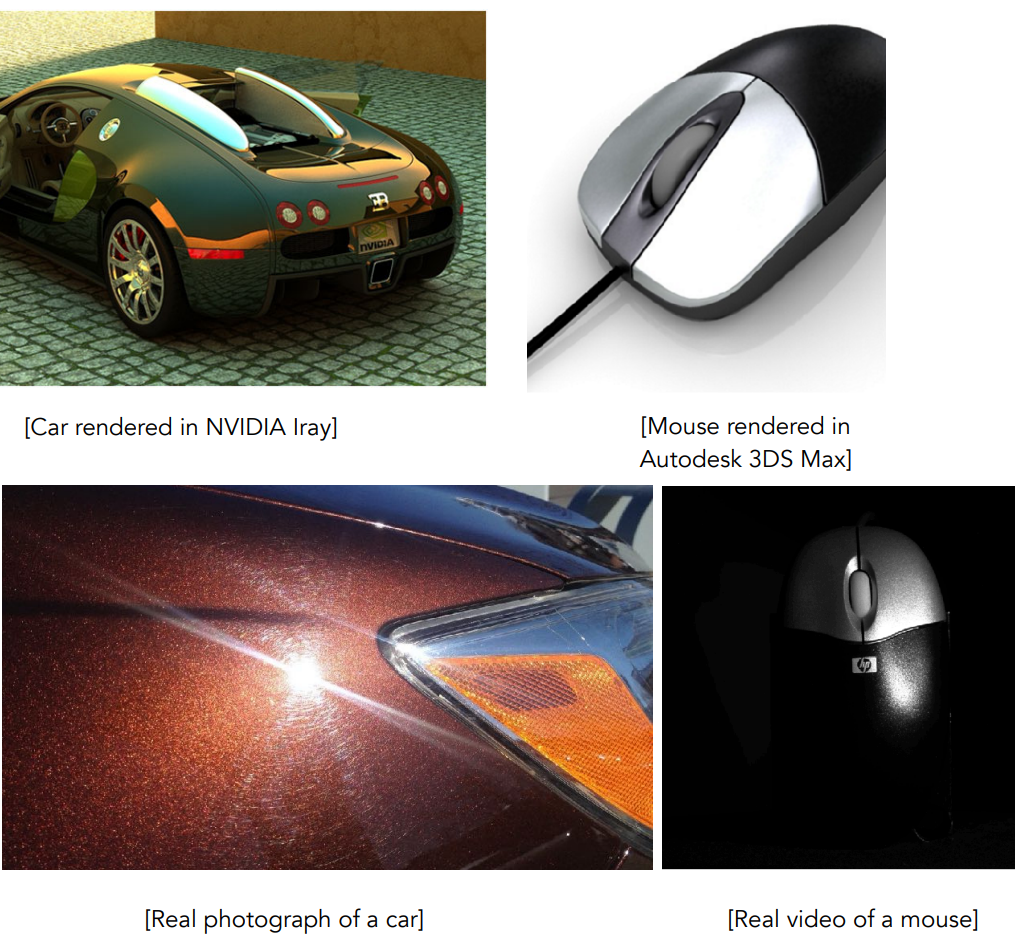 NVIDIA
[Car rendered in NVIDIA Iray]
[Mouse rendered in
Autodesk 3DS Max]
hp
[Real photograph of a car]
[Real video of a mouse]